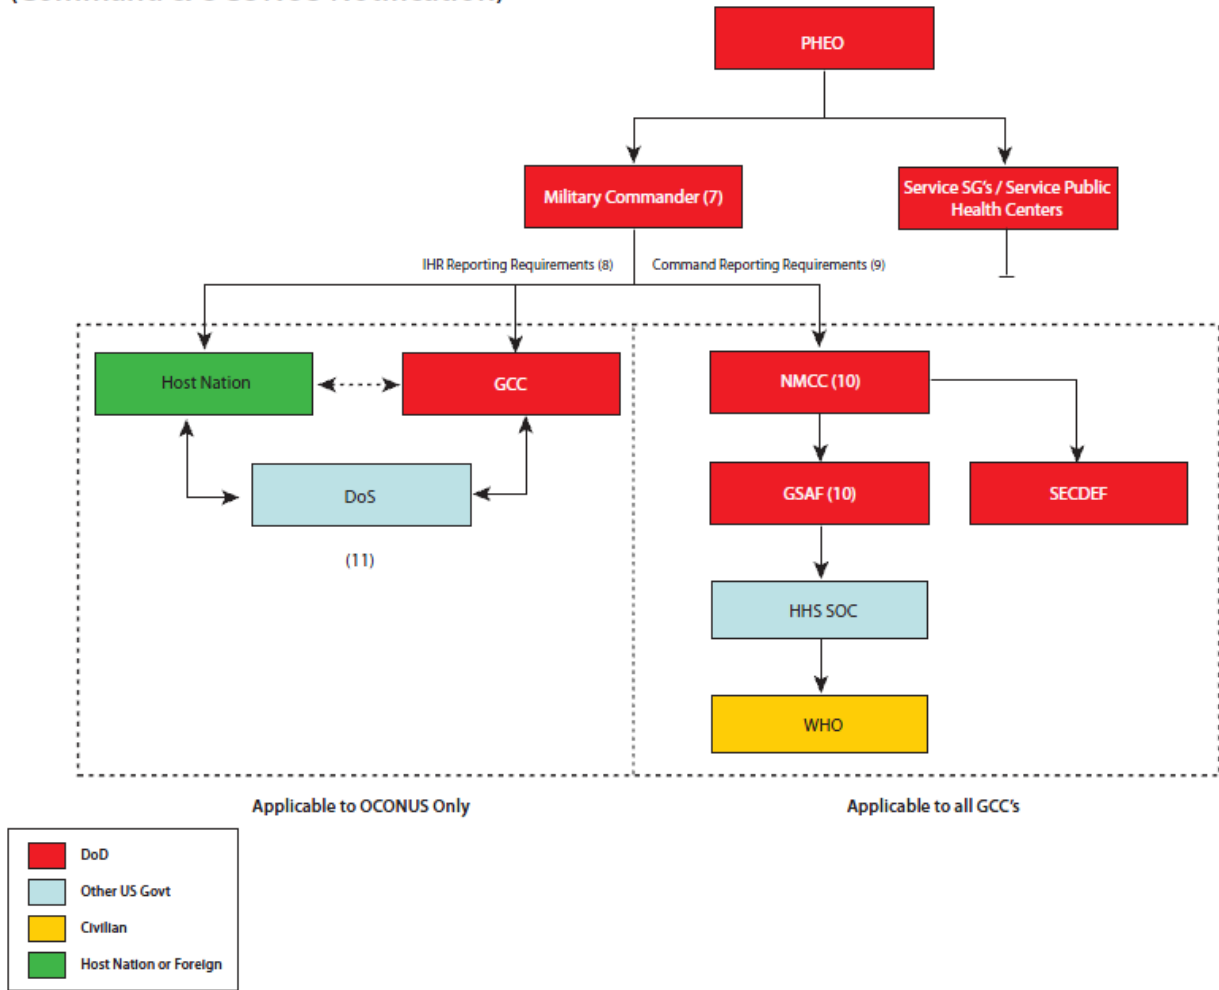 PHEO
Military Commander (7)
Service SG's / Service Public
Health Centers
IHR Reporting Requirements (8)
Command Reporting Requirements (9)
Host Nation
GCC
NMCC (10)
DoS
GSAF (10)
SECDEF
(11)
HHS SOC
WHO
Applicable to OCONUS Only
Applicable to all GCC's
DoD
Other US Govt
Civilian
Host Nation or Foreign